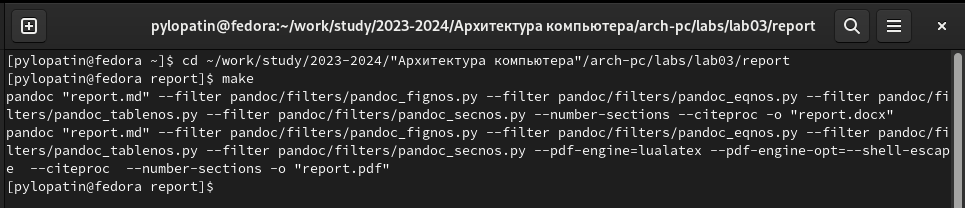 pylopatin@fedora:~/work/study/2023-2024/Архитектура компьютера/arch-pc/labs/lab03/report
[pylopatin@fedora ~]$ cd ~/work/study/2023-2024/"Архитектура компьютера"/arch-pc/labs/lab03/report
[pylopatin@fedora report]$ make
pandoc "report.md" --filter pandoc/filters/pandoc_fignos.py --filter pandoc/filters/pandoc_eqnos.py --filter pandoc/fi
lters/pandoc_tablenos.py --filter pandoc/filters/pandoc_secnos.py --number-sections --citeproc -o "report.docx"
pandoc "report.md" --filter pandoc/filters/pandoc_fignos.py --filter pandoc/filters/pandoc_eqnos.py --filter pandoc/fi
lters/pandoc_tablenos.py --filter pandoc/filters/pandoc_secnos.py --pdf-engine=lualatex --pdf-engine-opt=--shell-escap
e  --citeproc  --number-sections -o "report.pdf"
[pylopatin@fedora report]$